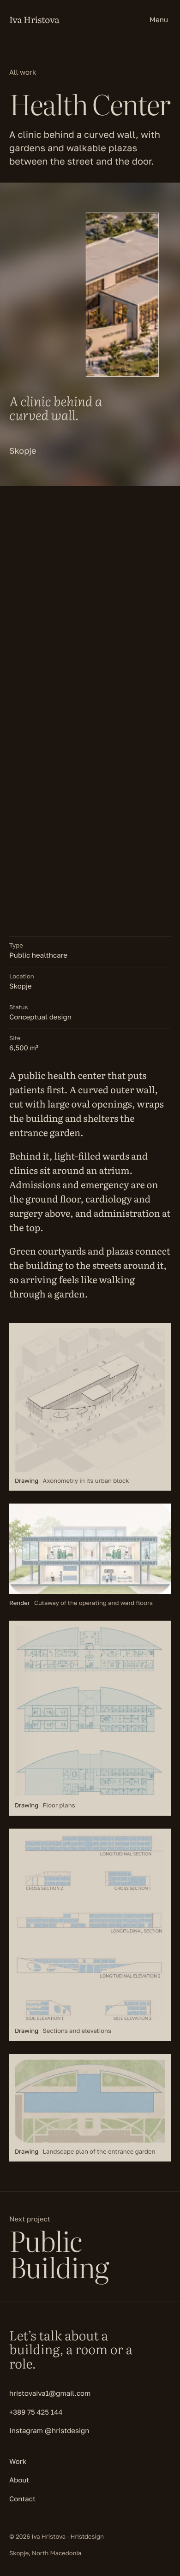 Iva Hristova
Menu
All work
Health Center
A clinic behind a curved wall, with
gardens and walkable plazas
between the street and the door.
A clinic behind a
curved wall.
Skopje
Type
Public healthcare
Location
Skopje
Status
Conceptual design
Site
6,500 m²
A public health center that puts
patients first. A curved outer wall,
cut with large oval openings, wraps
the building and shelters the
entrance garden.
Behind it, light-filled wards and
clinics sit around an atrium.
Admissions and emergency are on
the ground floor, cardiology and
surgery above, and administration at
the top.
Green courtyards and plazas connect
the building to the streets around it,
so arriving feels like walking
through a garden.
Drawing Axonometry in its urban block
Render Cutaway of the operating and ward floors
Drawing Floor plans
LONGITUDINAL SECTION
CROSS SECTION 1
LONGITUDINAL SECTION
LONGITUDINAL ELEVATION 2
SIDE ELEVATION 1
SIDE ELEVATION 2
Drawing Sections and elevations
Drawing Landscape plan of the entrance garden
Next project
Public
Building
Let’s talk about a
building, a room or a
role.
hristovaiva1@gmail.com
+389 75 425 144
Instagram @hristdesign
Work
About
Contact
© 2026 Iva Hristova · Hristdesign
Skopje, North Macedonia